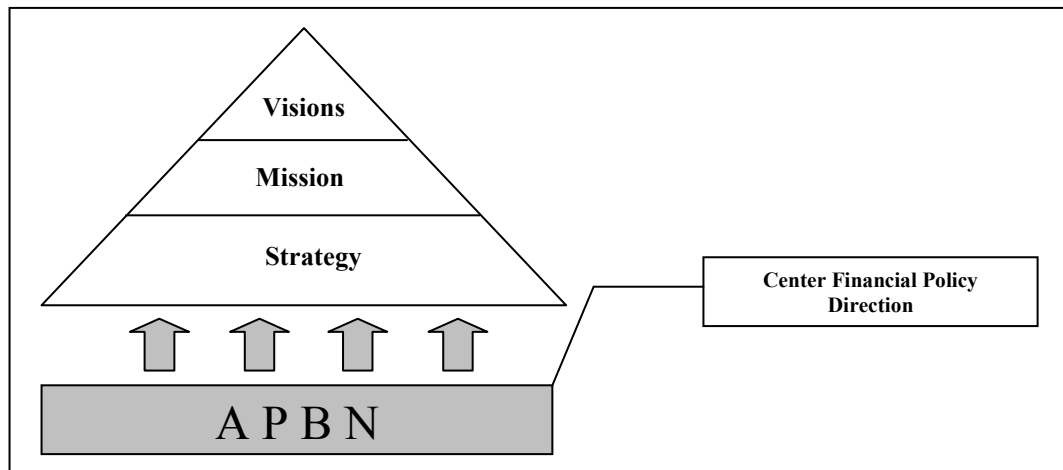 Visions
Mission
Strategy
Center Financial Policy
Direction
A P B N